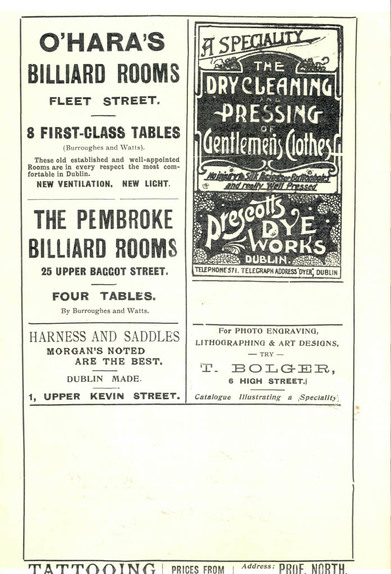 O'HARA'S
BILLIARD ROOMS
FLEET STREET.
8 FIRST-CLASS TABLES
(Burroughes and Watts).
These old established and well-appointed
Rooms are in every respect the most com-
fortable in Dublin.
NEW VENTILATION. NEW LIGHT.
THE PEMBROKE
BILLIARD ROOMS
25 UPPER BAGGOT STREET.
FOUR TABLES.
By Burroughes and Watts.
HARNESS AND SADDLES
MORGAN'S NOTED
ARE THE BEST.
DUBLIN MADE.
1, UPPER KEVIN STREET.
A SPECIALITY
THE
DRY CLEANING
AND
PRESSING
OF
Gentlemen's Clothes
No injury to Silk Facings
and really Well Pressed
Prescott's
DYE
WORKS
DUBLIN.
TELEPHONE 571. TELEGRAPH ADDRESS "DYER", DUBLIN
For PHOTO ENGRAVING,
LITHOGRAPHING & ART DESIGNS,
— TRY —
T. BOLGER,
6 HIGH STREET.
Catalogue Illustrating a Speciality
TATTOOING | PRICES FROM | Address: PROF. NORTH.